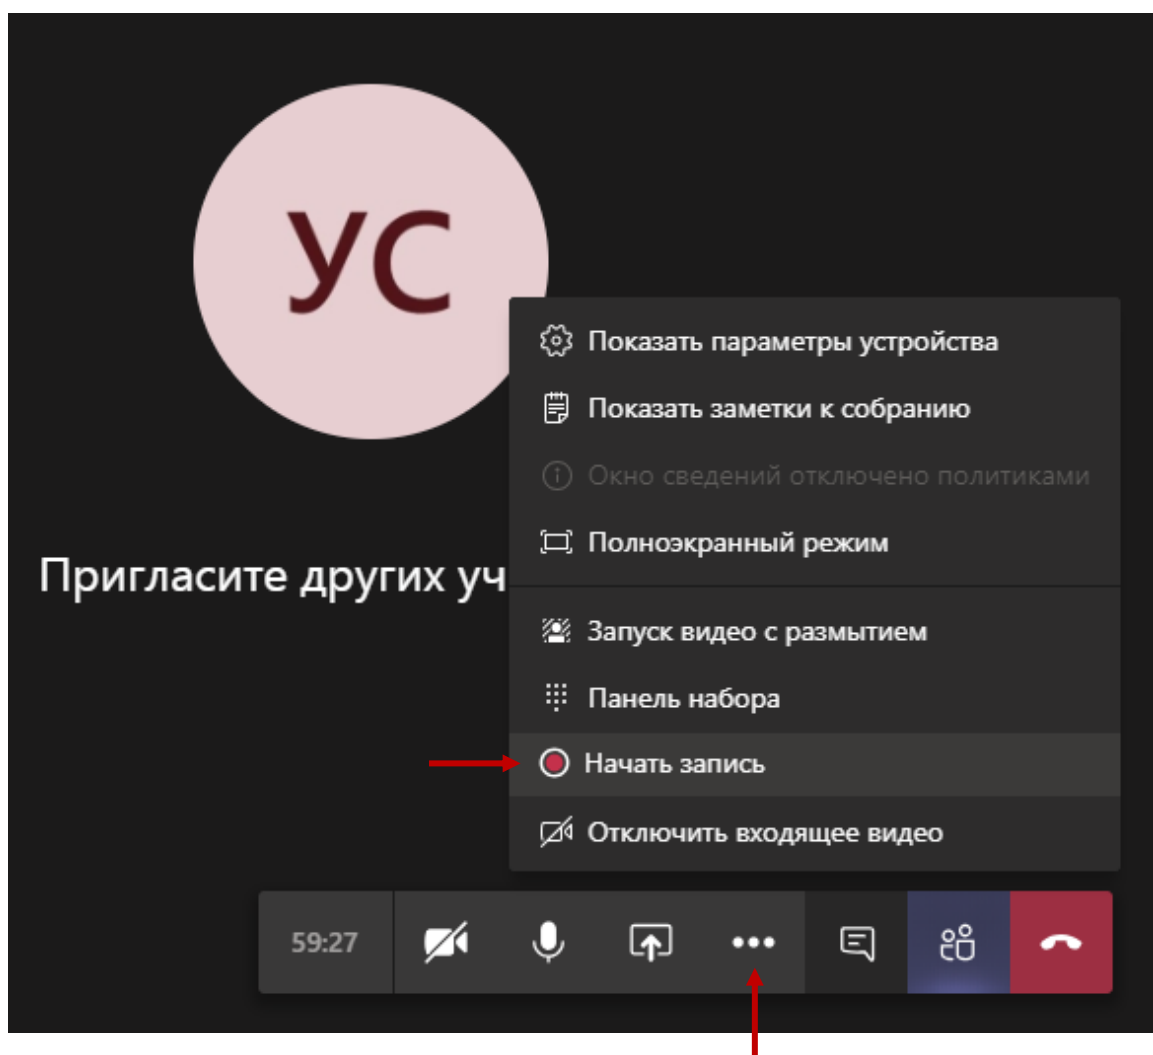 УС
Показать параметры устройства
Показать заметки к собранию
Окно сведений отключено политиками
Полноэкранный режим
Пригласите других уч
Запуск видео с размытием
Панель набора
Начать запись
Отключить входящее видео
59:27